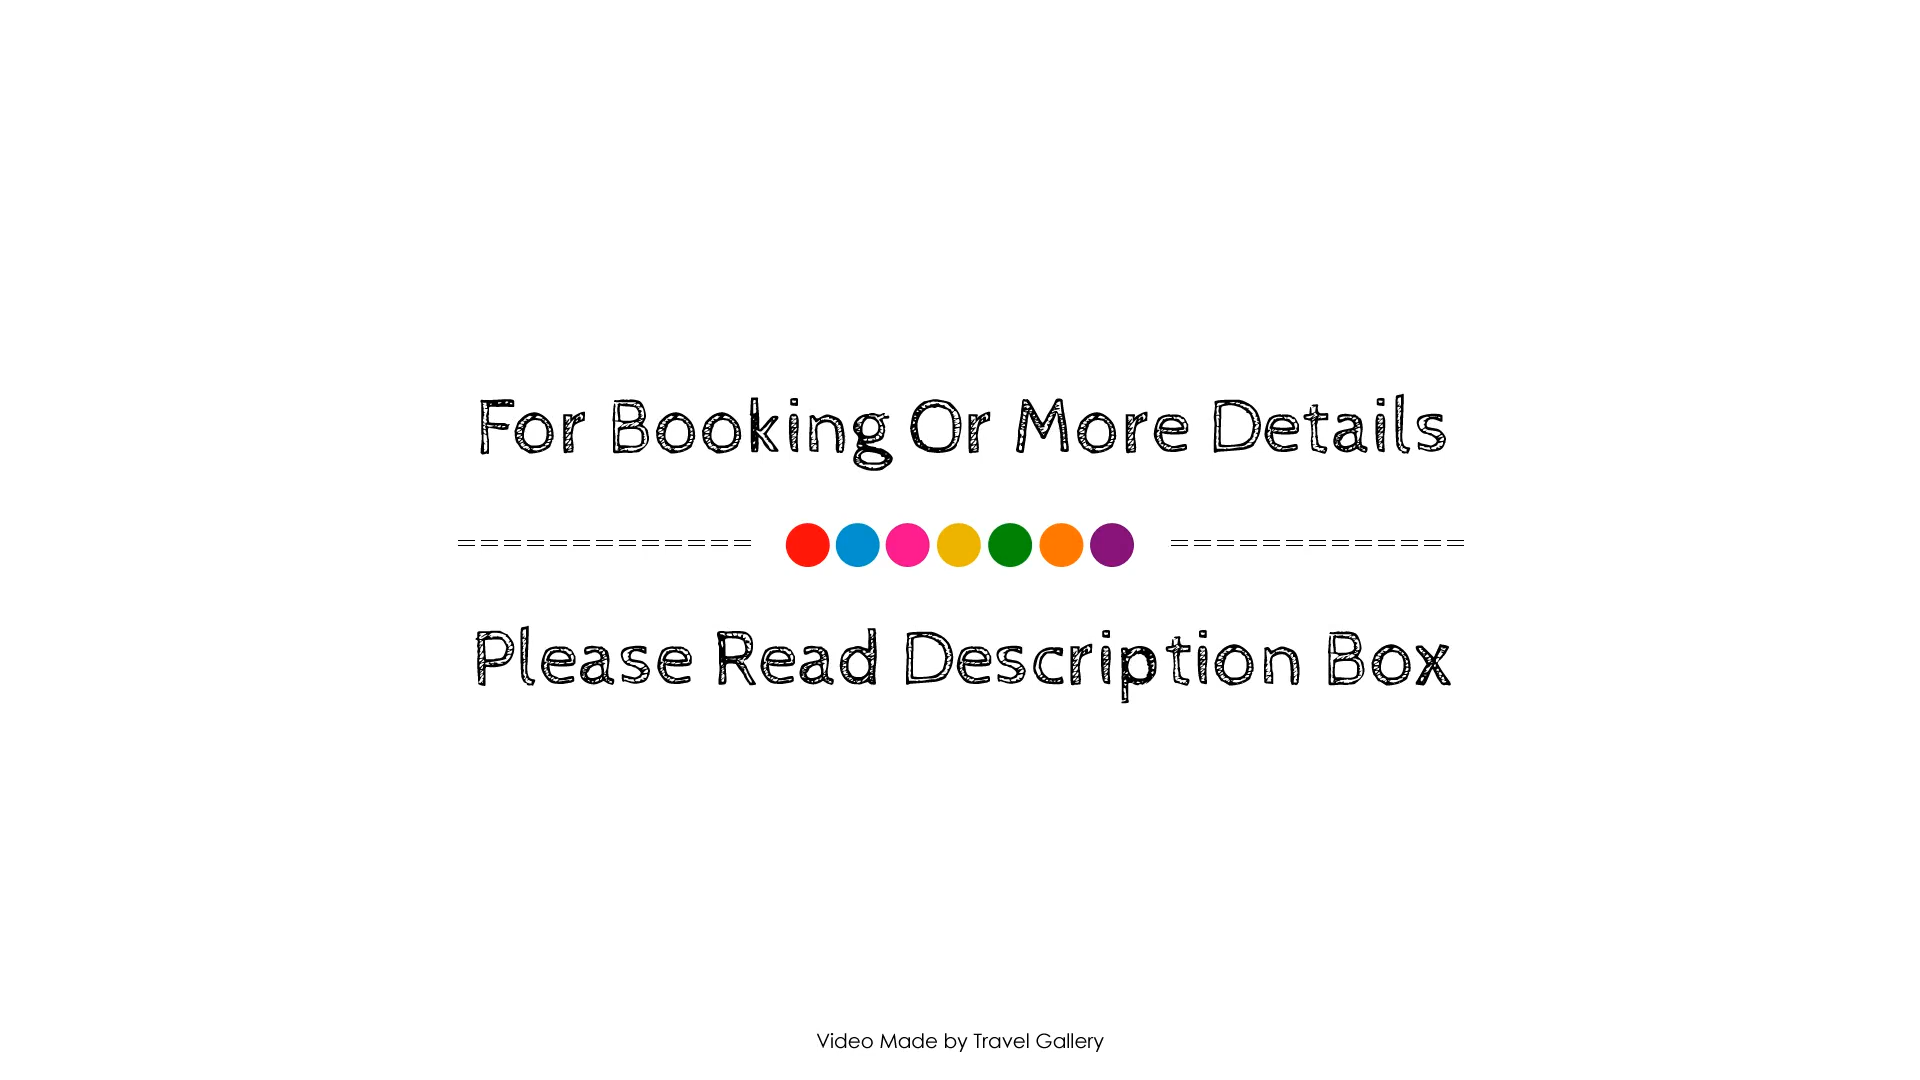 For Booking Or More Details
============= =============
Please Read Description Box
Video Made by Travel Gallery